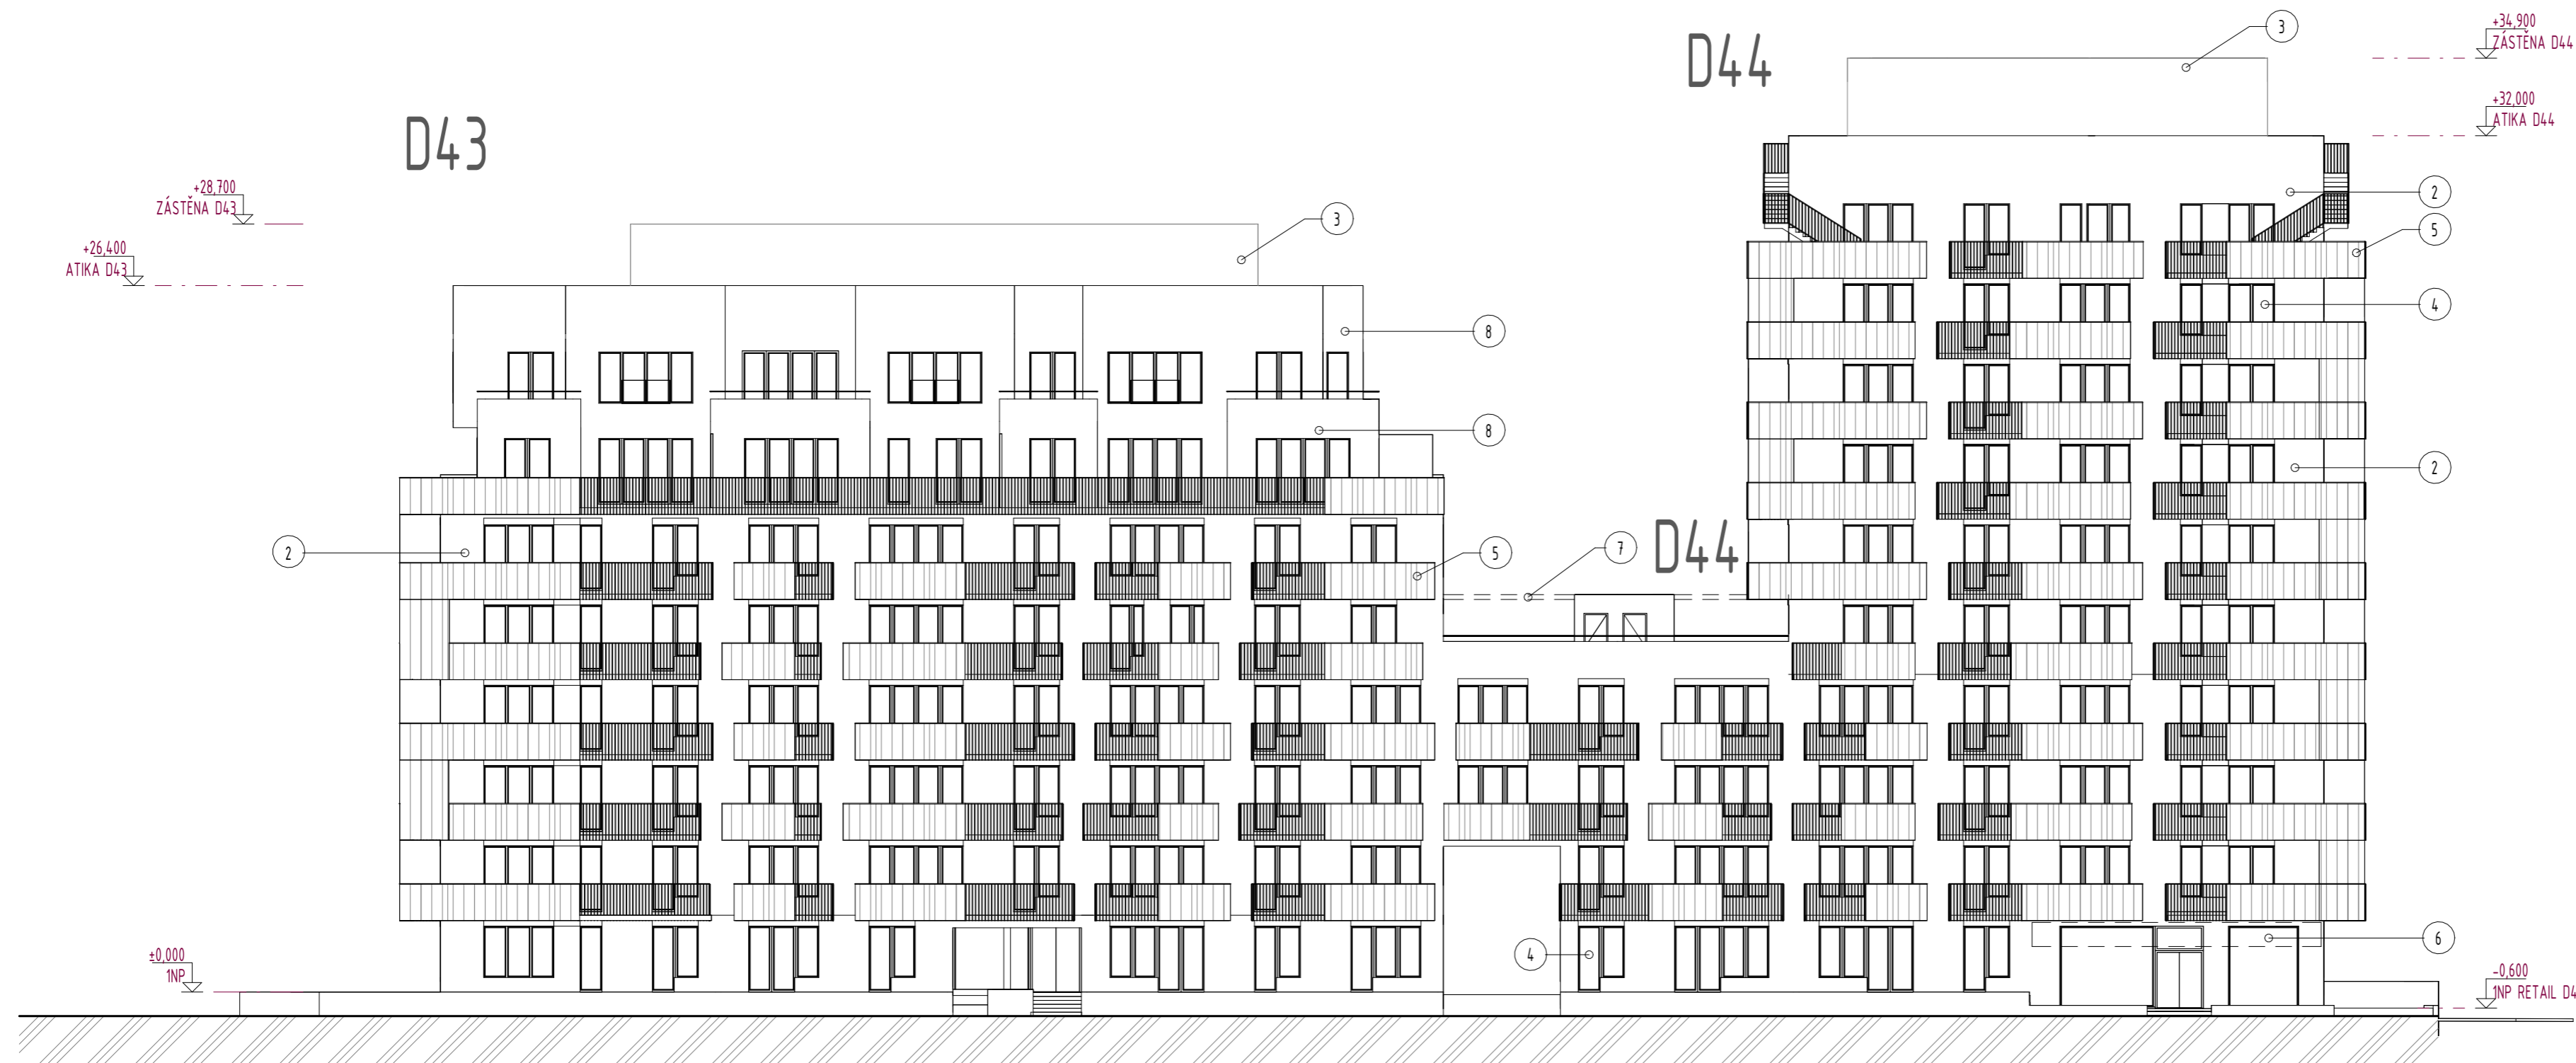 3
+34,900
ZÁSTĚNA D44
D44
+32,000
ATIKA D44
D43
+28,700
ZÁSTĚNA D43
3
2
5
+26,400
ATIKA D43
4
8
8
2
2
5
7
D44
±0,000
1NP
4
6
-0,600
1NP RETAIL D4